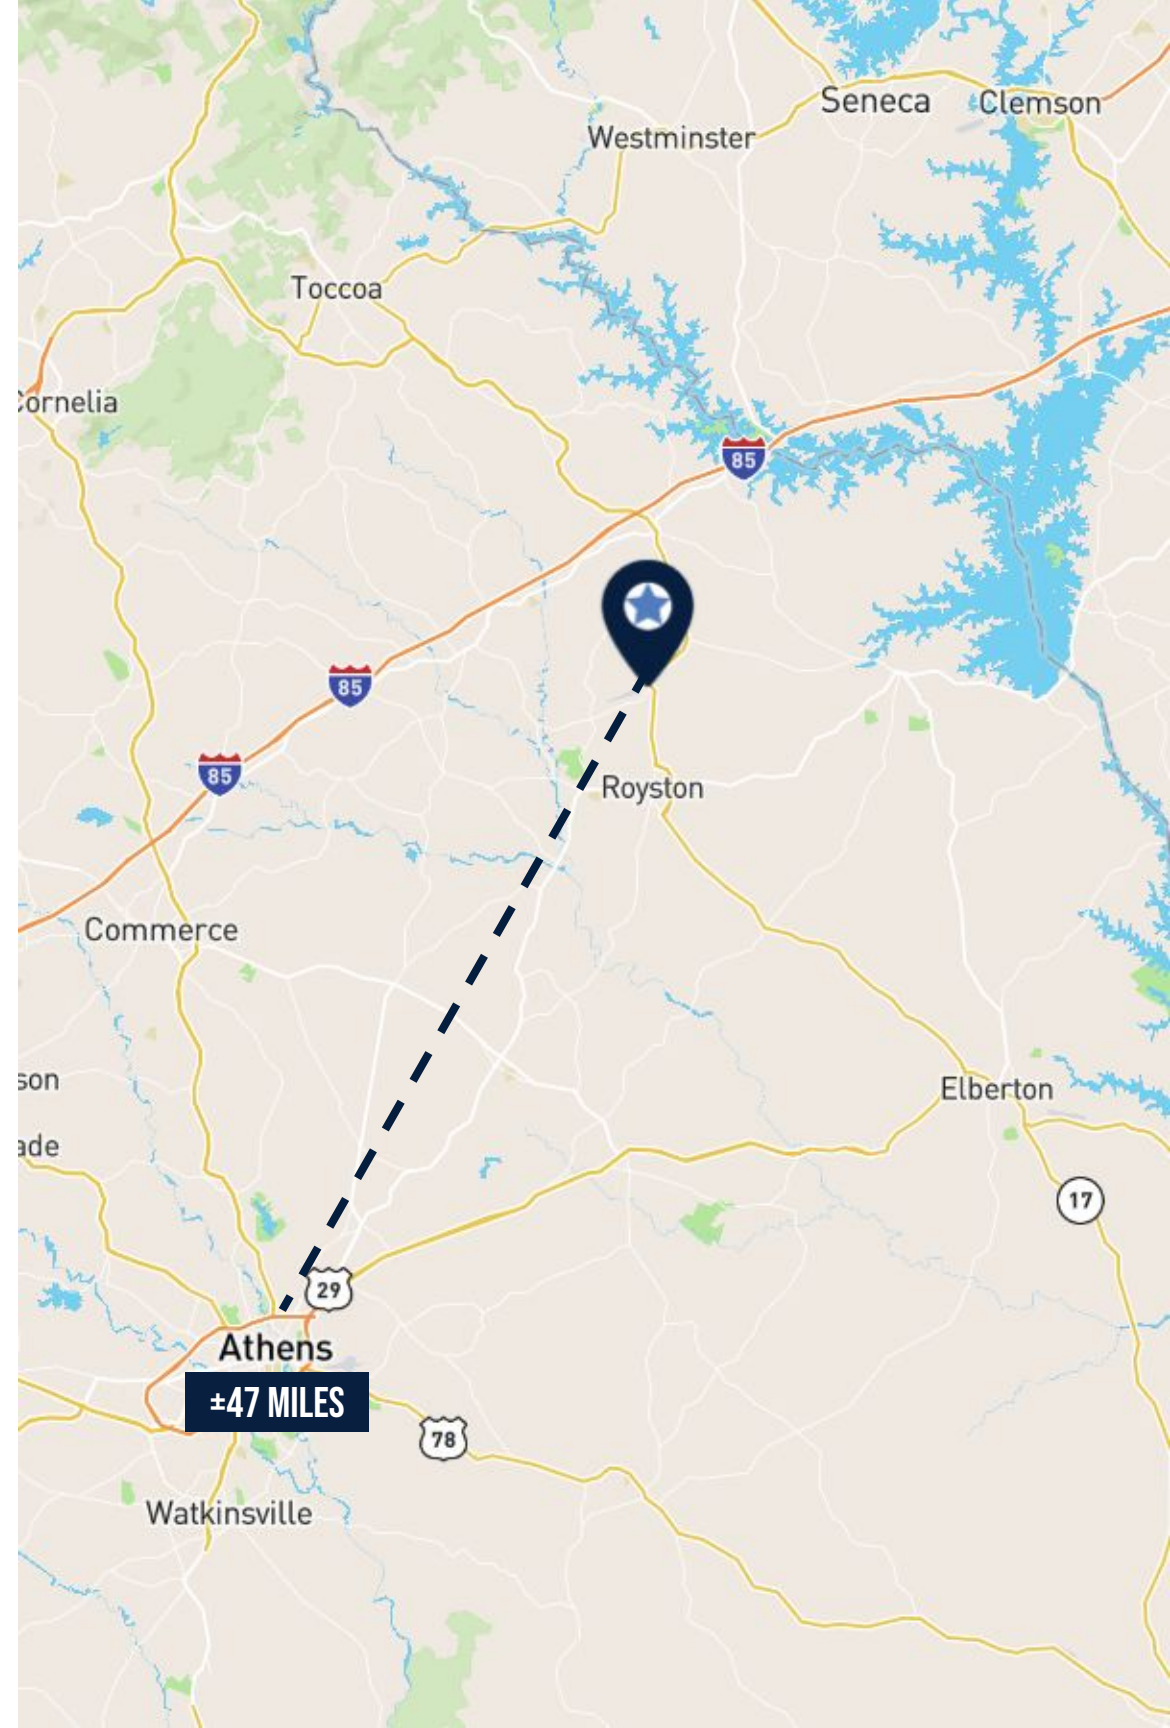 Seneca
Clemson
Westminster
Toccoa
Cornelia
85
85
85
Royston
Commerce
son
Elberton
ade
17
29
Athens
±47 MILES
78
Watkinsville